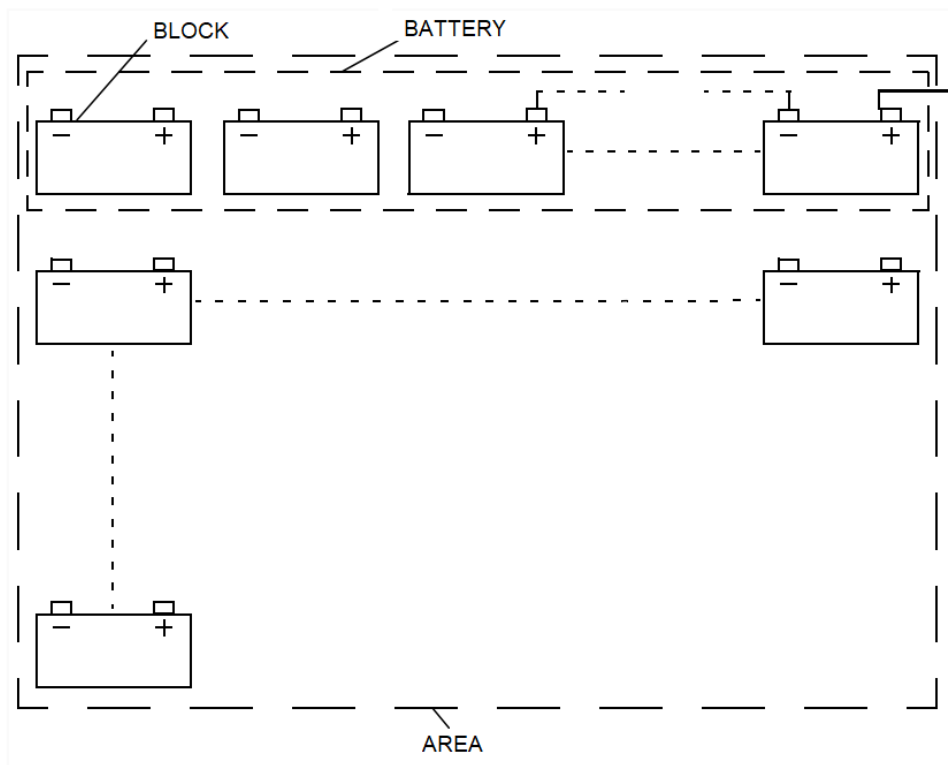 BLOCK
BATTERY
− + − + − + − +
− + − +
− +
AREA